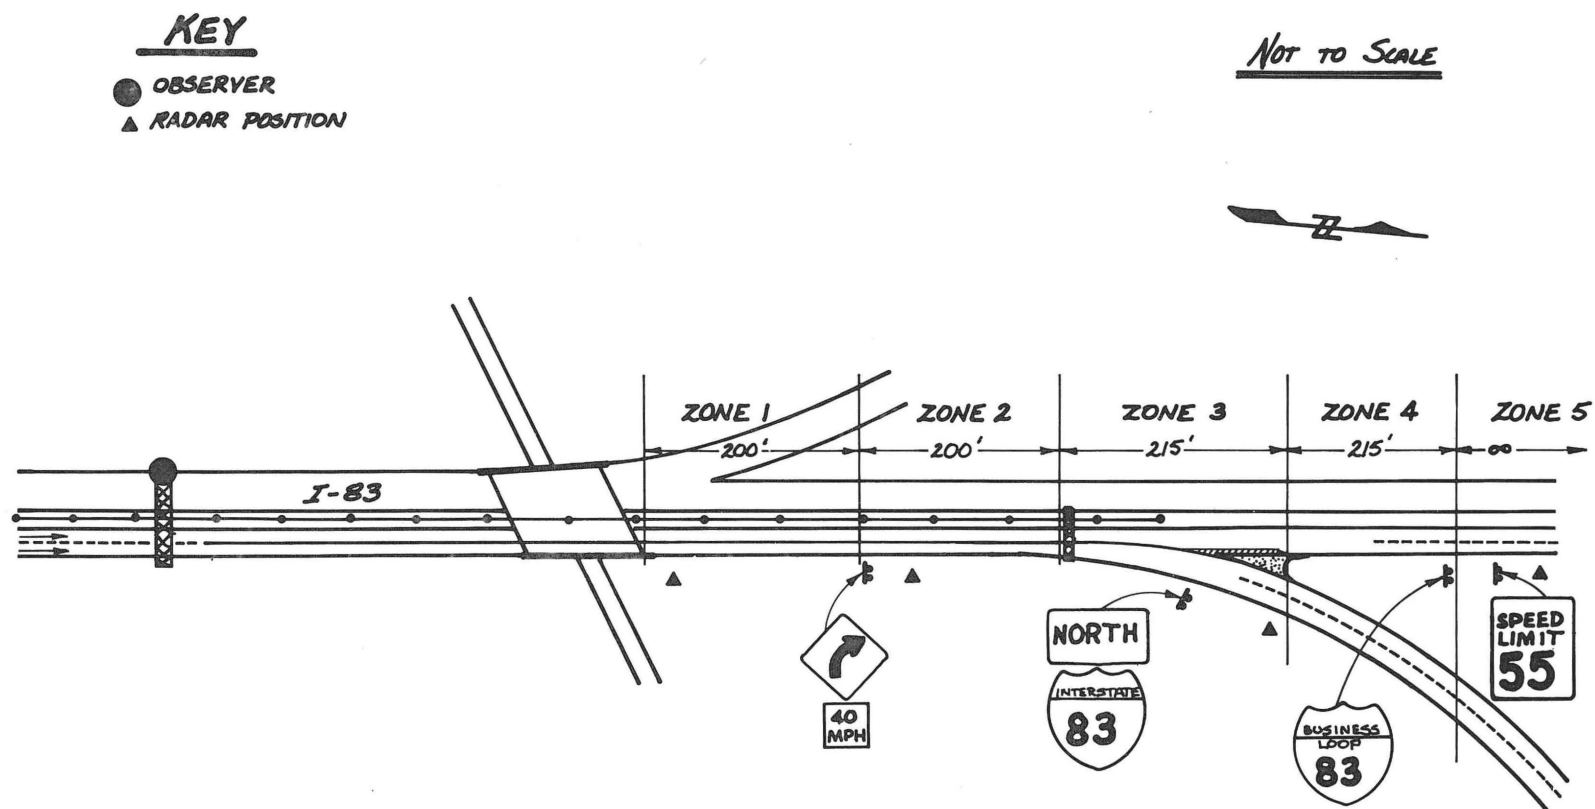 KEY
OBSERVER
RADAR POSITION
NOT TO SCALE
Z
ZONE 1
ZONE 2
ZONE 3
ZONE 4
ZONE 5
200'
200'
215'
215'
∞
I-83
40
MPH
NORTH
INTERSTATE
83
BUSINESS
LOOP
83
SPEED
LIMIT
55